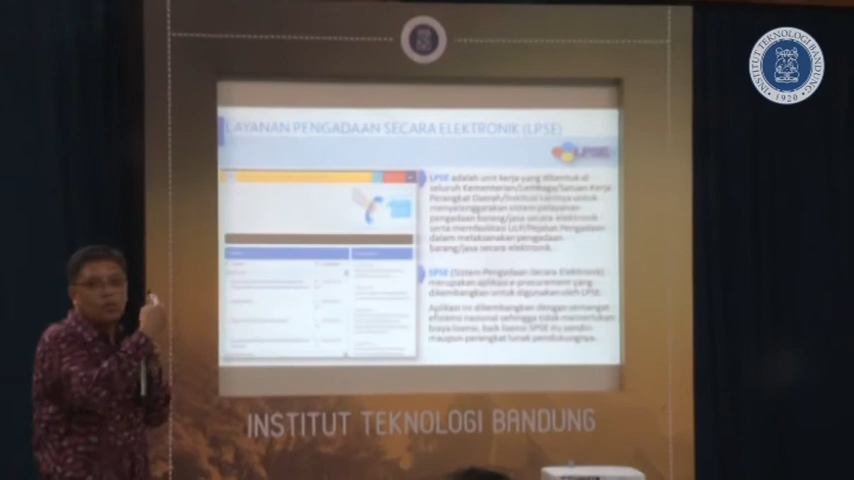 INSTITUT TEKNOLOGI BANDUNG
1920
LAYANAN PENGADAAN SECARA ELEKTRONIK (LPSE)
LPSE
LPSE adalah unit kerja yang dibentuk di
seluruh Kementerian/Lembaga/Satuan Kerja
Perangkat Daerah/Institusi Lainnya untuk
menyelenggarakan sistem pelayanan
pengadaan barang/jasa secara elektronik
serta memfasilitasi ULP/Pejabat Pengadaan
dalam melaksanakan pengadaan
barang/jasa secara elektronik.
SPSE (Sistem Pengadaan Secara Elektronik)
merupakan aplikasi e-procurement yang
dikembangkan untuk digunakan oleh LPSE.
Aplikasi ini dikembangkan dengan semangat
efisiensi nasional sehingga tidak memerlukan
biaya lisensi, baik lisensi SPSE itu sendiri
maupun perangkat lunak pendukungnya.
INSTITUT TEKNOLOGI BANDUNG